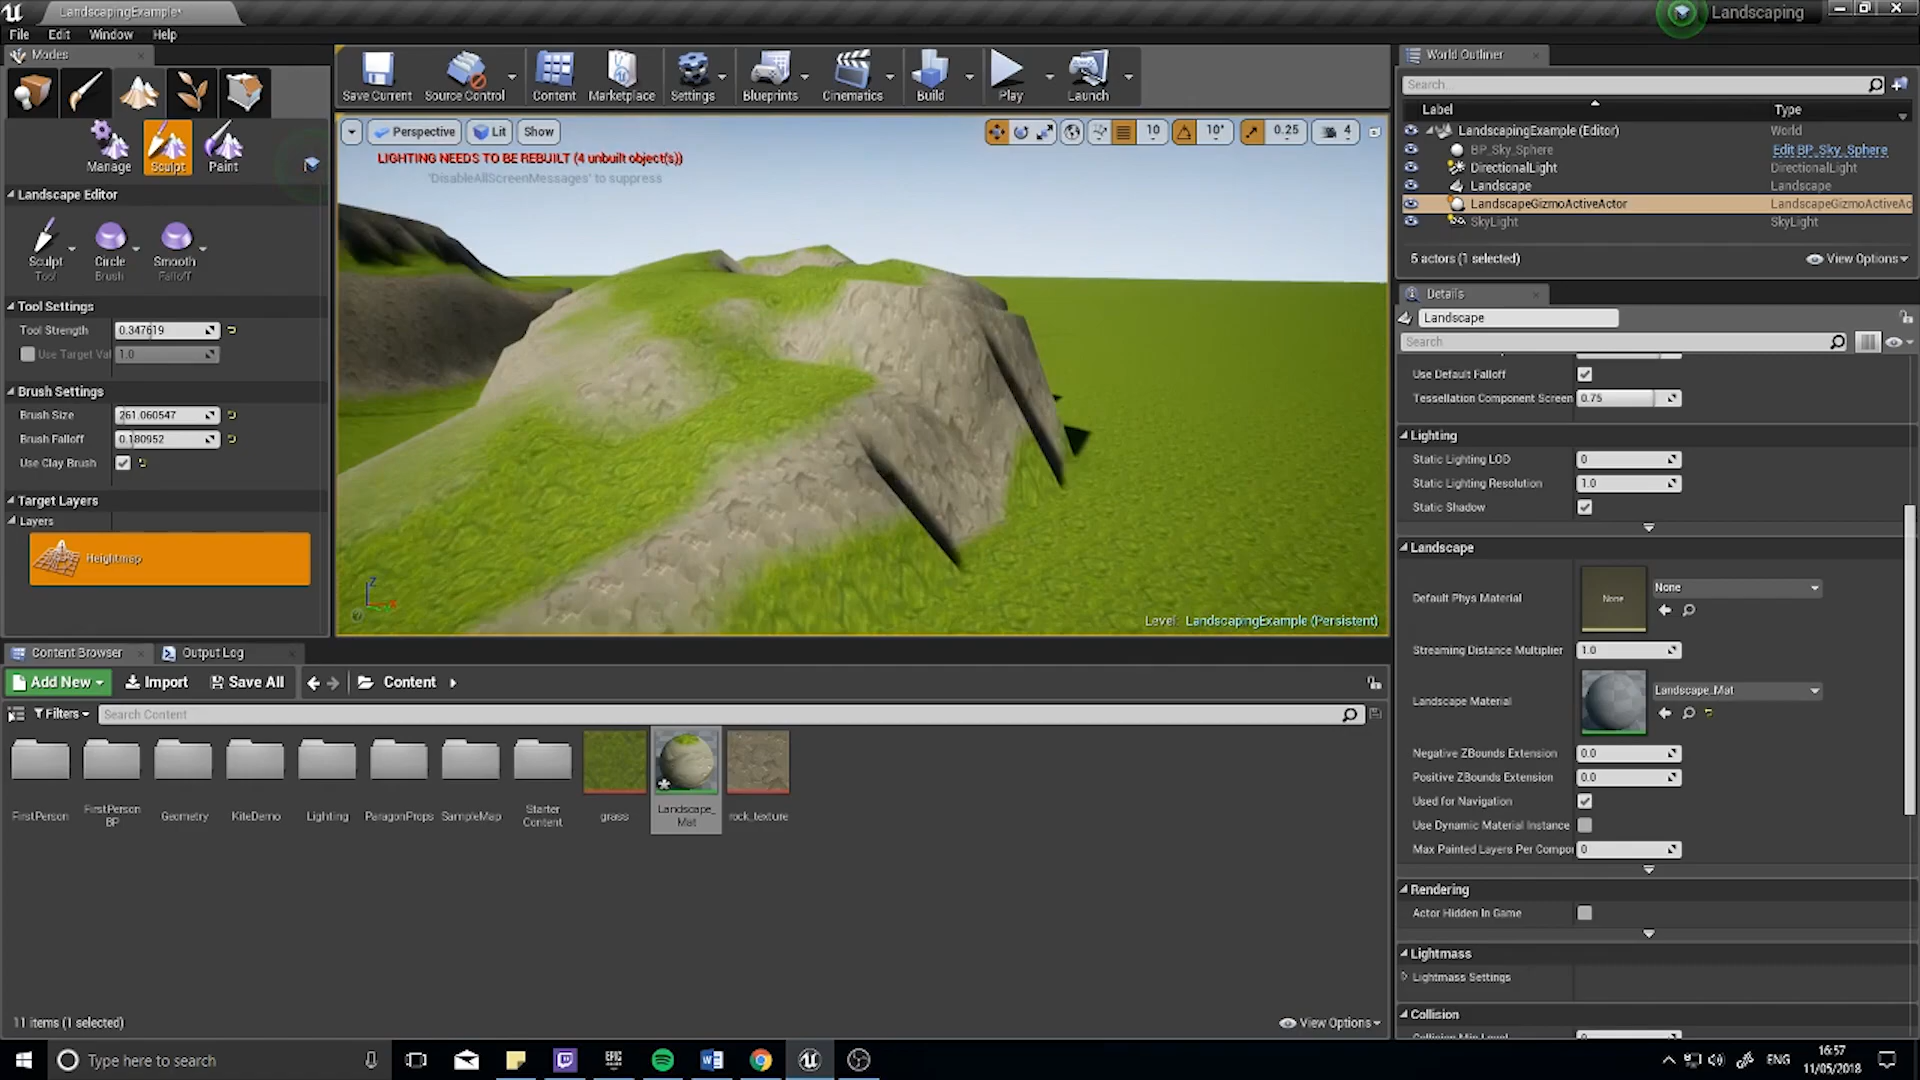 LandscapingExample*
Landscaping
File Edit Window Help
Modes
Manage Sculpt Paint
Landscape Editor
Sculpt Circle Smooth
Tool Brush Falloff
Tool Settings
Tool Strength 0.347619
Use Target Val 1.0
Brush Settings
Brush Size 261.060547
Brush Falloff 0.180952
Use Clay Brush
Target Layers
Layers
Heightmap
Save Current Source Control Content Marketplace Settings Blueprints Cinematics Build Play Launch
Perspective Lit Show 10 10° 0.25 4
LIGHTING NEEDS TO BE REBUILT (4 unbuilt object(s))
'DisableAllScreenMessages' to suppress
Z
Level: LandscapingExample (Persistent)
World Outliner
Search...
Label Type
LandscapingExample (Editor) World
BP_Sky_Sphere Edit BP_Sky_Sphere
DirectionalLight DirectionalLight
Landscape Landscape
LandscapeGizmoActiveActor LandscapeGizmoActiveAc
SkyLight SkyLight
5 actors (1 selected) View Options
Details
Landscape
Search
Use Default Falloff
Tessellation Component Screen 0.75
Lighting
Static Lighting LOD 0
Static Lighting Resolution 1.0
Static Shadow
Landscape
Default Phys Material None None
Streaming Distance Multiplier 1.0
Landscape Material Landscape_Mat
Negative ZBounds Extension 0.0
Positive ZBounds Extension 0.0
Used for Navigation
Use Dynamic Material Instance
Max Painted Layers Per Compo 0
Rendering
Actor Hidden In Game
Lightmass
Lightmass Settings
Collision
Content Browser Output Log
Add New Import Save All Content
Filters Search Content
FirstPerson
FirstPerson
BP
Geometry
KiteDemo
Lighting
ParagonProps
SampleMap
Starter
Content
grass
Landscape_
Mat
rock_texture
11 items (1 selected) View Options
Type here to search
EPIC
GAMES
ENG
16:57
11/05/2018